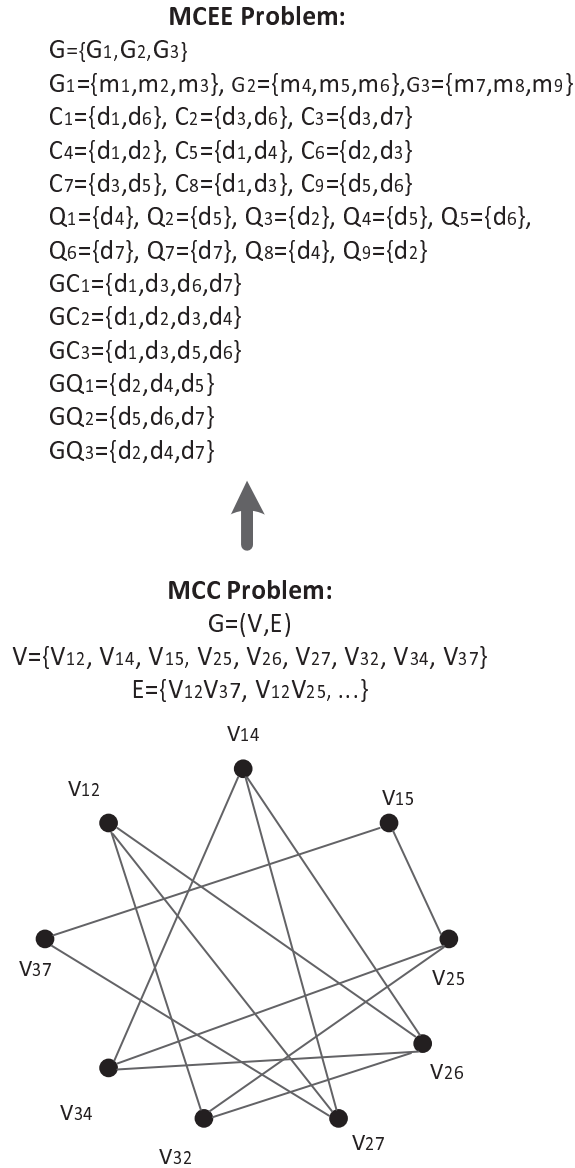 MCEE Problem:
G={G1,G2,G3}
G1={m1,m2,m3}, G2={m4,m5,m6},G3={m7,m8,m9}
C1={d1,d6}, C2={d3,d6}, C3={d3,d7}
C4={d1,d2}, C5={d1,d4}, C6={d2,d3}
C7={d3,d5}, C8={d1,d3}, C9={d5,d6}
Q1={d4}, Q2={d5}, Q3={d2}, Q4={d5}, Q5={d6},
Q6={d7}, Q7={d7}, Q8={d4}, Q9={d2}
GC1={d1,d3,d6,d7}
GC2={d1,d2,d3,d4}
GC3={d1,d3,d5,d6}
GQ1={d2,d4,d5}
GQ2={d5,d6,d7}
GQ3={d2,d4,d7}
MCC Problem:
G=(V,E)
V={V12, V14, V15, V25, V26, V27, V32, V34, V37}
E={V12V37, V12V25, ...}
V14
V12
V15
V37
V25
V26
V34
V27
V32